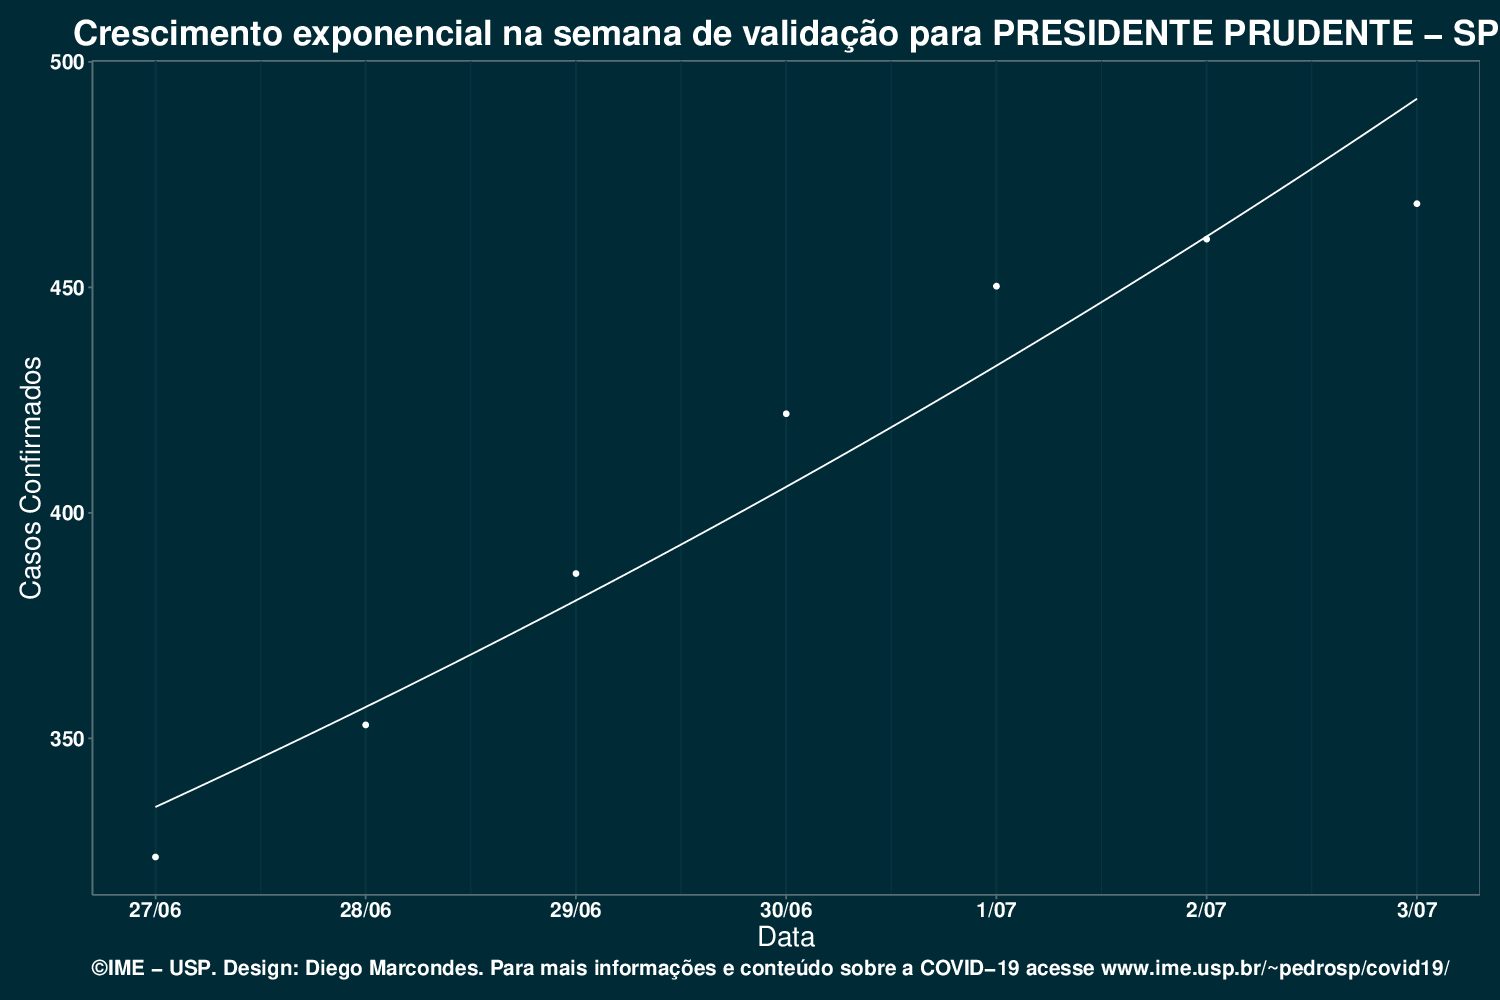 Crescimento exponencial na semana de validação para PRESIDENTE PRUDENTE – SP
500
450
400
350
Casos Confirmados
27/06 28/06 29/06 30/06 1/07 2/07 3/07
Data
©IME – USP. Design: Diego Marcondes. Para mais informações e conteúdo sobre a COVID–19 acesse www.ime.usp.br/~pedrosp/covid19/